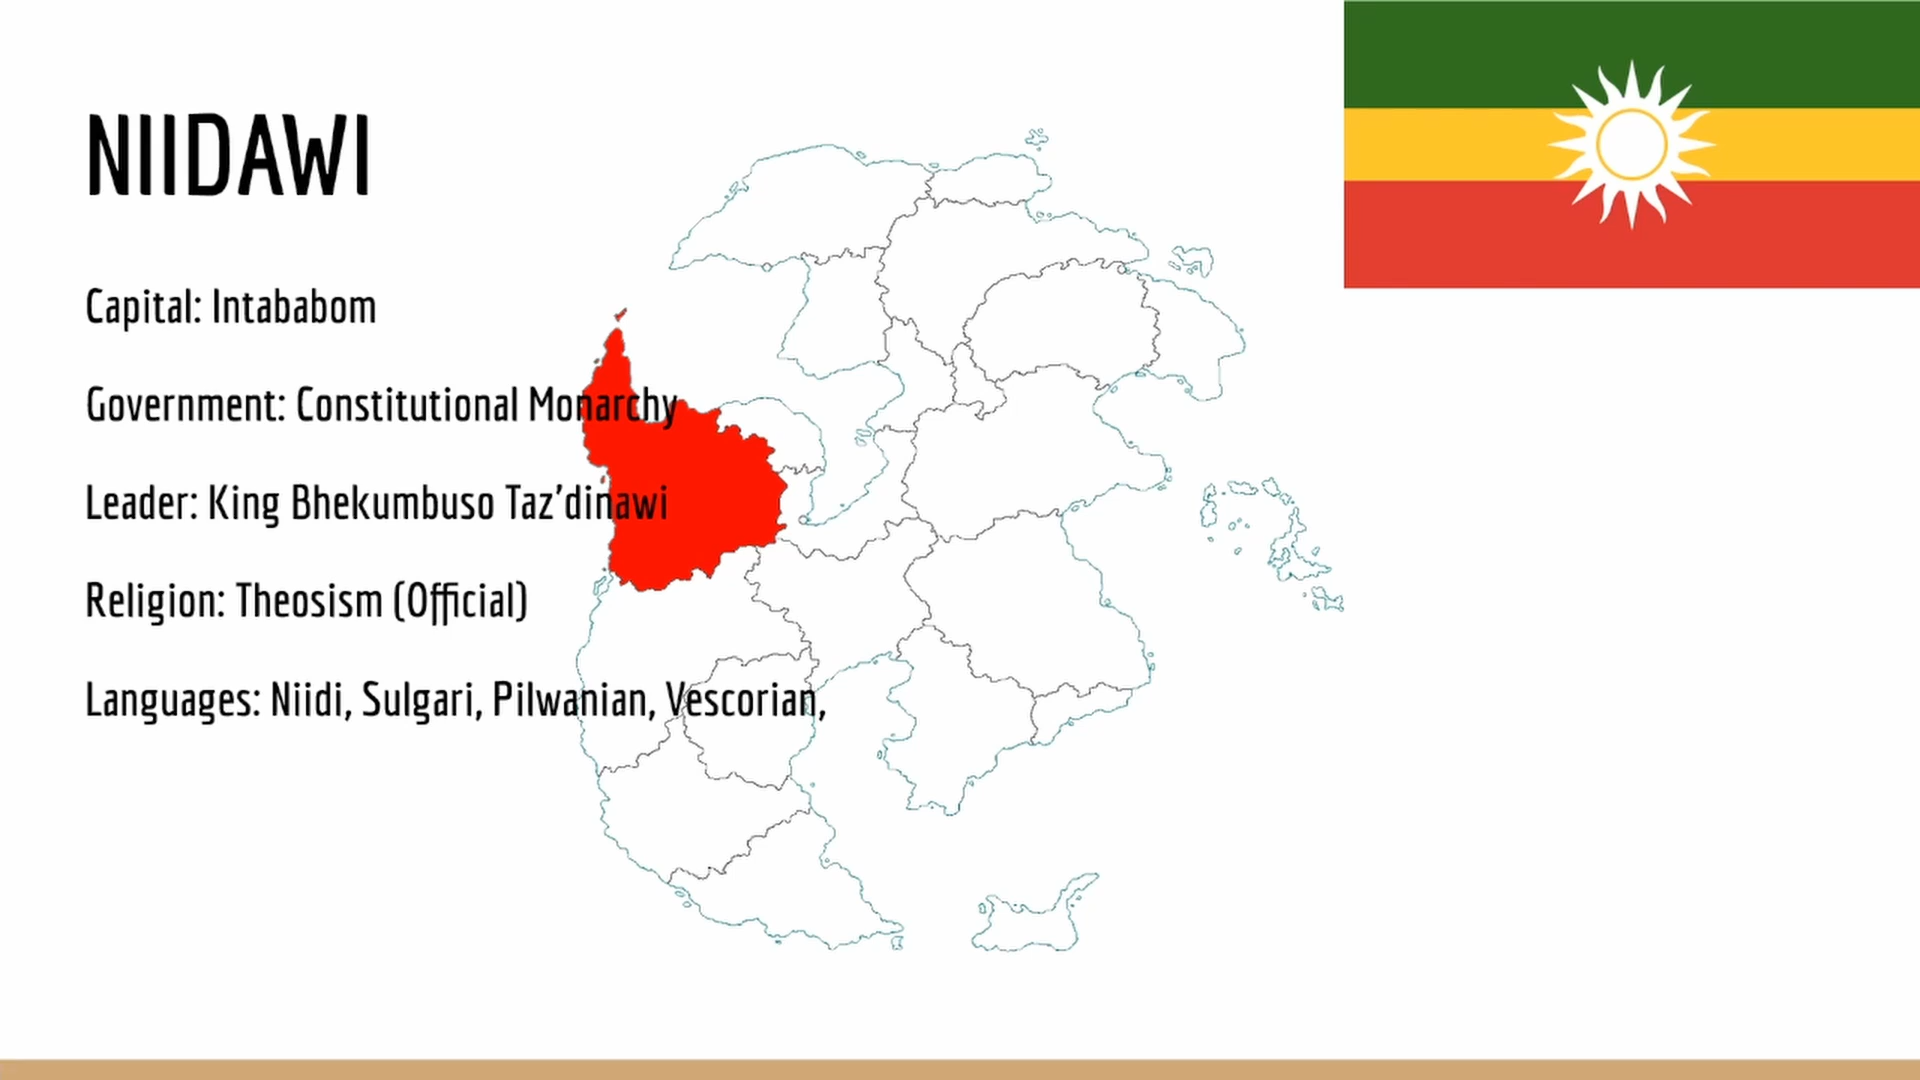 NIIDAWI
Capital: Intababom
Government: Constitutional Monarchy
Leader: King Bhekumbuso Taz’dinawi
Religion: Theosism (Official)
Languages: Niidi, Sulgari, Pilwanian, Vescorian,